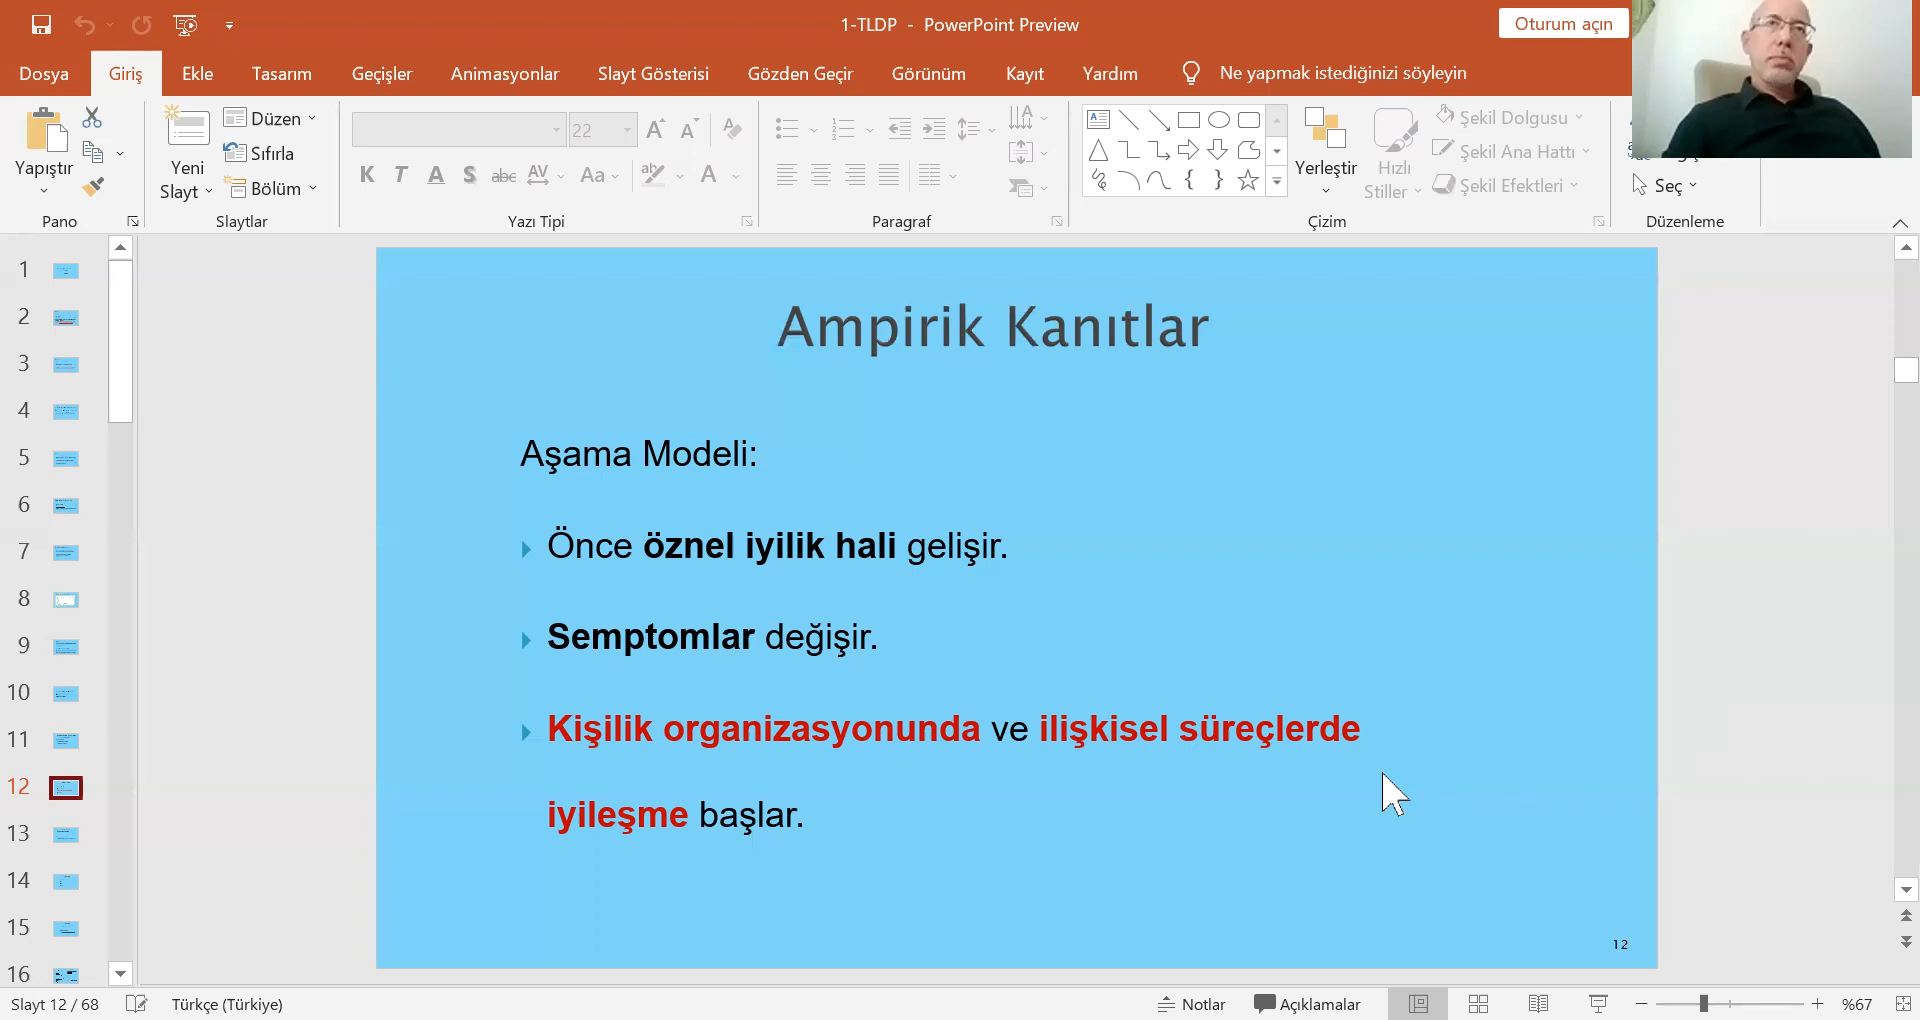 1-TLDP - PowerPoint Preview
Oturum açın
Dosya Giriş Ekle Tasarım Geçişler Animasyonlar Slayt Gösterisi Gözden Geçir Görünüm Kayıt Yardım Ne yapmak istediğinizi söyleyin
Yapıştır
Yeni
Slayt
Düzen
Sıfırla
Bölüm
22
K T A S abc AV Aa A
Yerleştir
Hızlı
Stiller
Şekil Dolgusu
Şekil Ana Hattı
Şekil Efektleri
Seç
Pano Slaytlar Yazı Tipi Paragraf Çizim Düzenleme
1
2
3
4
5
6
7
8
9
10
11
12
13
14
15
16
Ampirik Kanıtlar
Aşama Modeli:
Önce öznel iyilik hali gelişir.
Semptomlar değişir.
Kişilik organizasyonunda ve ilişkisel süreçlerde
iyileşme başlar.
12
Slayt 12 / 68 Türkçe (Türkiye) Notlar Açıklamalar %67